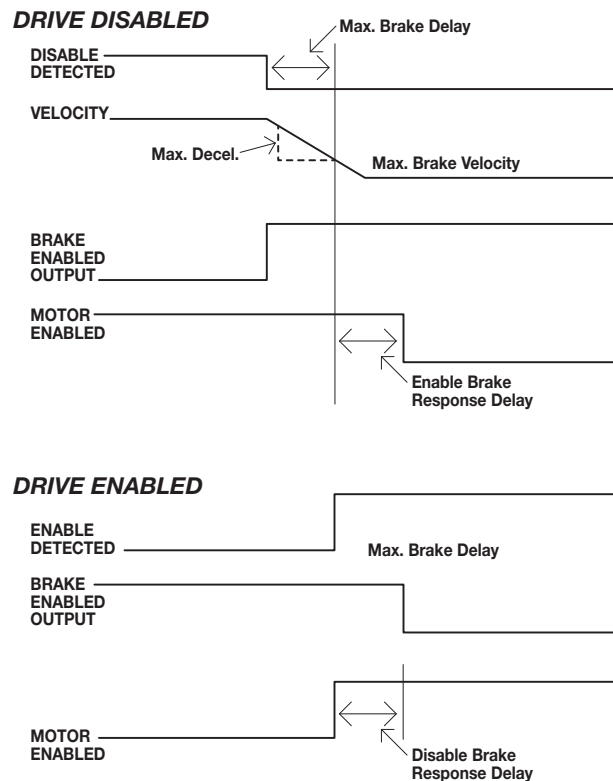 DRIVE DISABLED
Max. Brake Delay
DISABLE
DETECTED
VELOCITY
Max. Decel.
Max. Brake Velocity
BRAKE
ENABLED
OUTPUT
MOTOR
ENABLED
Enable Brake
Response Delay
DRIVE ENABLED
ENABLE
DETECTED
Max. Brake Delay
BRAKE
ENABLED
OUTPUT
MOTOR
ENABLED
Disable Brake
Response Delay